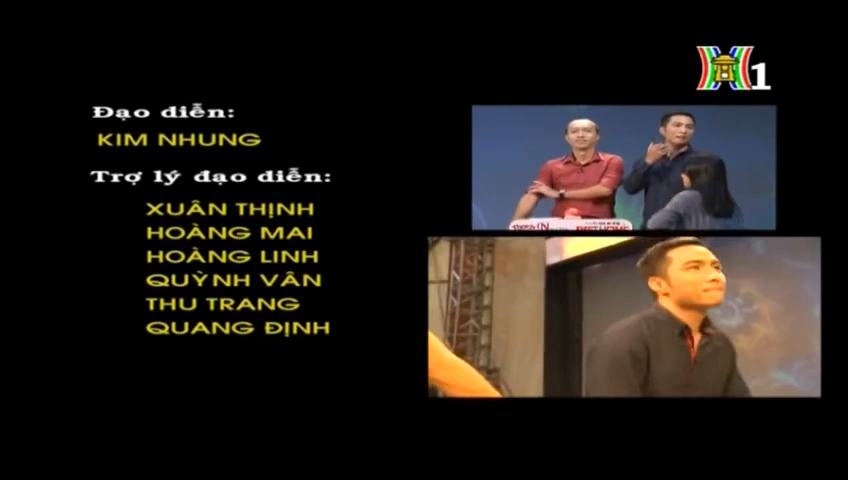 1
Đạo diễn:
KIM NHUNG
Trợ lý đạo diễn:
XUÂN THỊNH
HOÀNG MAI
HOÀNG LINH
QUỲNH VÂN
THU TRANG
QUANG ĐỊNH